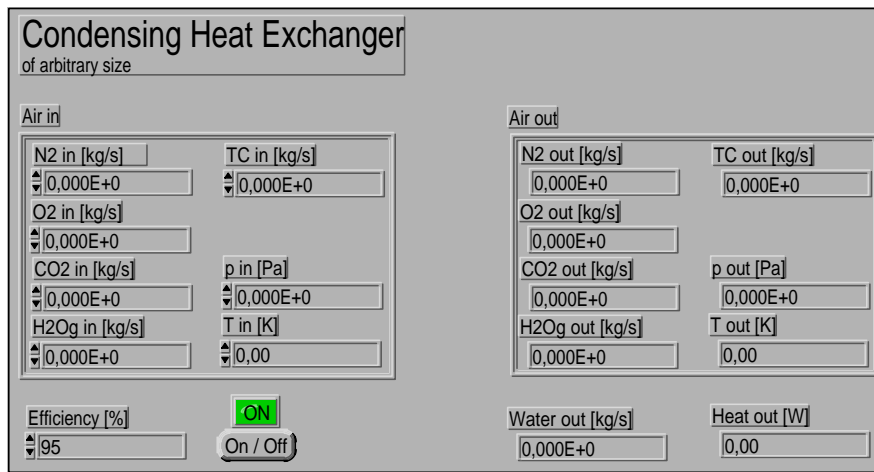 Condensing Heat Exchanger
of arbitrary size
Air in
N2 in [kg/s] TC in [kg/s]
0,000E+0 0,000E+0
O2 in [kg/s]
0,000E+0
CO2 in [kg/s] p in [Pa]
0,000E+0 0,000E+0
H2Og in [kg/s] T in [K]
0,000E+0 0,00
Efficiency [%]
95
ON
On / Off
Air out
N2 out [kg/s] TC out [kg/s]
0,000E+0 0,000E+0
O2 out [kg/s]
0,000E+0
CO2 out [kg/s] p out [Pa]
0,000E+0 0,000E+0
H2Og out [kg/s] T out [K]
0,000E+0 0,00
Water out [kg/s] Heat out [W]
0,000E+0 0,00